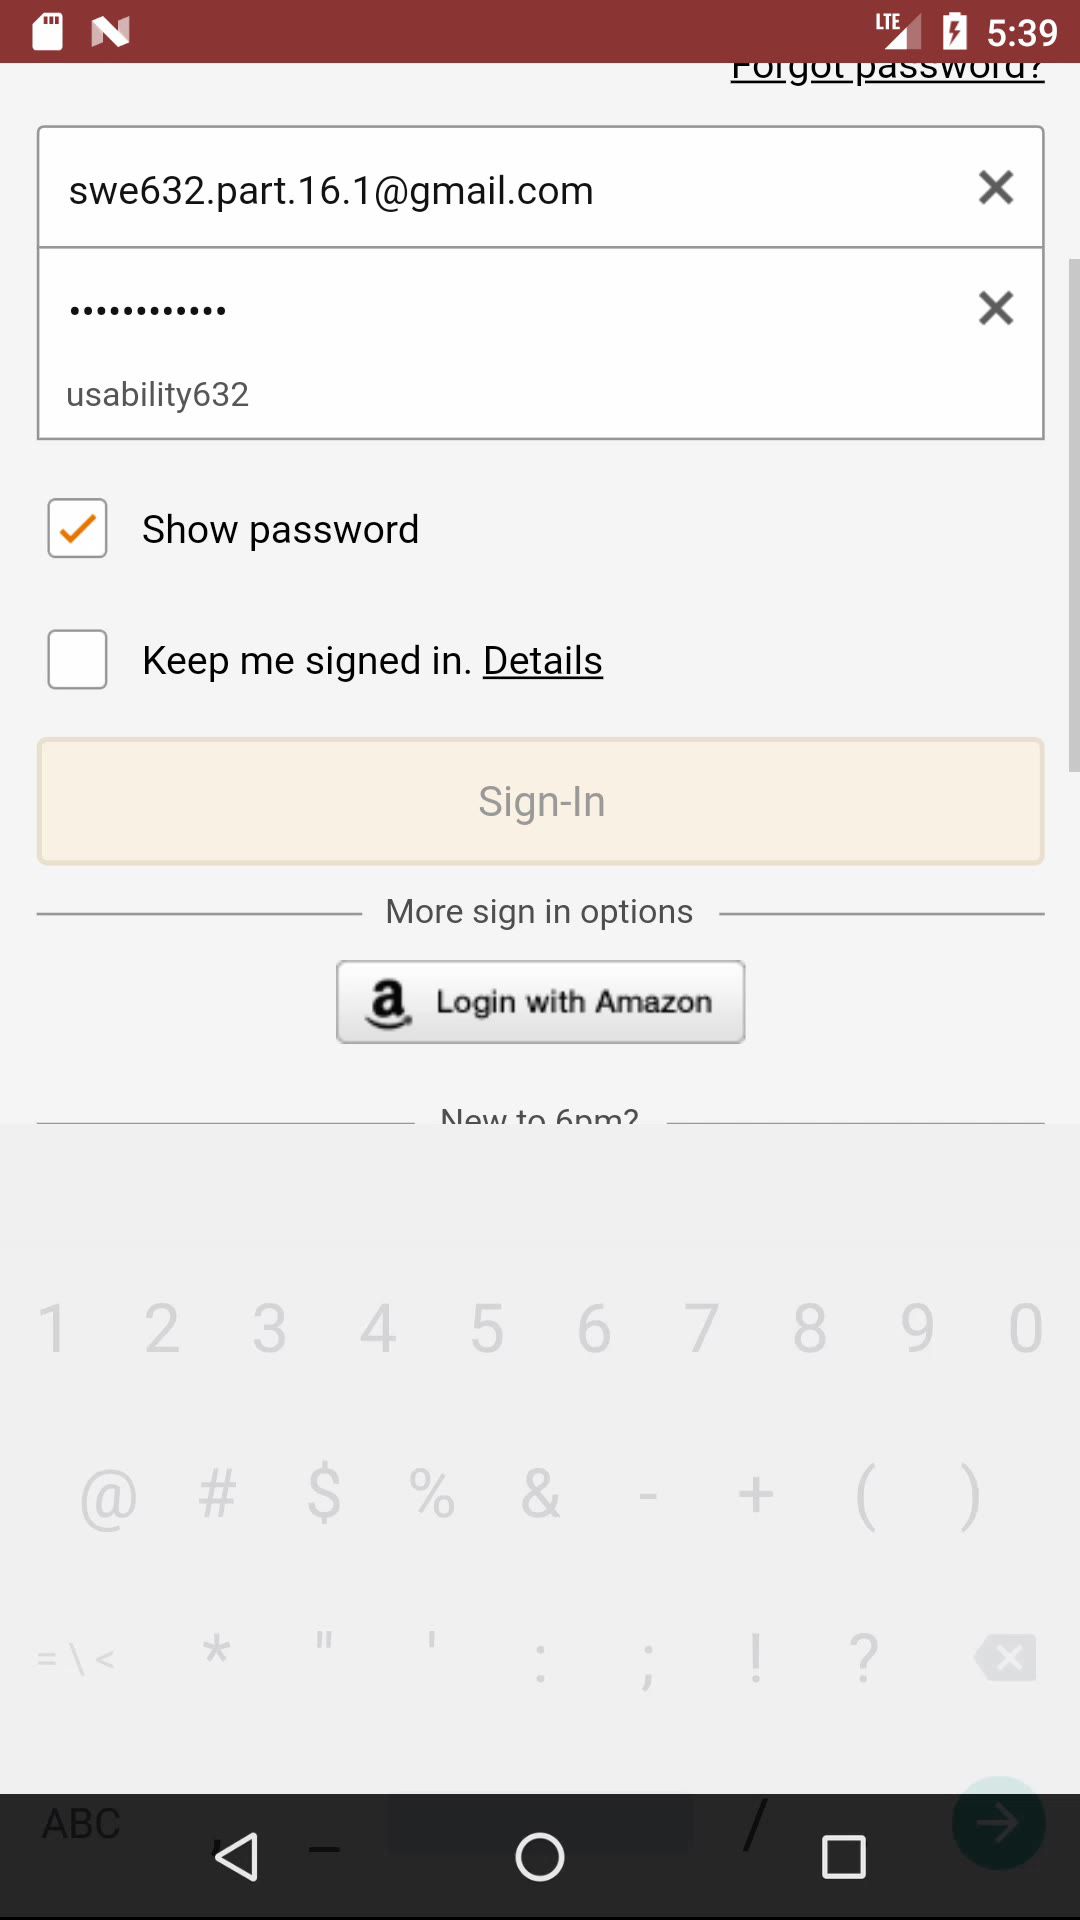 LTE 5:39
Forgot password?
swe632.part.16.1@gmail.com
••••••••••••
usability632
Show password
Keep me signed in. Details
Sign-In
More sign in options
a Login with Amazon
New to 6pm?
1 2 3 4 5 6 7 8 9 0
@ # $ % & - + ( )
= \ < * " ' : ; ! ?
ABC , _ /